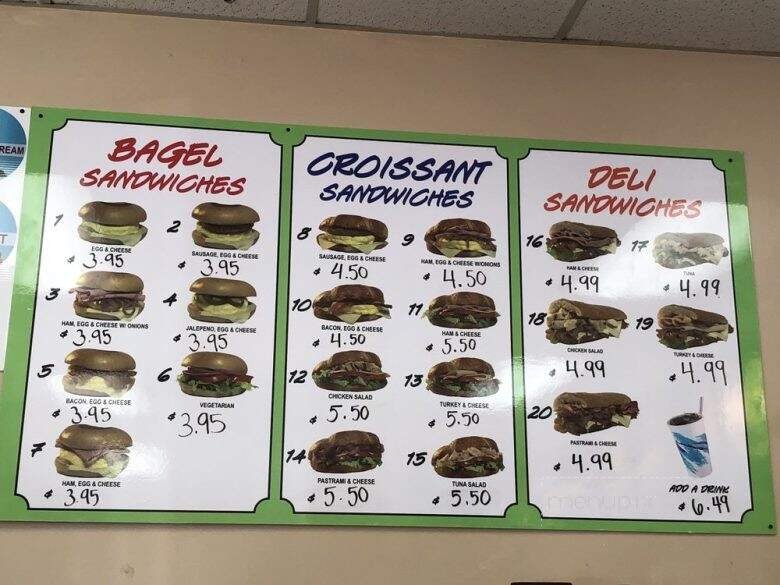 REAM
T
BAGEL
SANDWICHES
1
EGG & CHEESE
$ 3.95
2
SAUSAGE, EGG & CHEESE
$ 3.95
3
HAM, EGG & CHEESE W/ ONIONS
$ 3.95
4
JALEPENO, EGG & CHEESE
$ 3.95
5
BACON, EGG & CHEESE
$ 3.95
6
VEGETARIAN
$ 3.95
7
HAM, EGG & CHEESE
$ 3.95
CROISSANT
SANDWICHES
8
SAUSAGE, EGG & CHEESE
$ 4.50
9
HAM, EGG & CHEESE W/ONIONS
$ 4.50
10
BACON, EGG & CHEESE
$ 4.50
11
HAM & CHEESE
$ 5.50
12
CHICKEN SALAD
$ 5.50
13
TURKEY & CHEESE
$ 5.50
14
PASTRAMI & CHEESE
$ 5.50
15
TUNA SALAD
$ 5.50
DELI
SANDWICHES
16
HAM & CHEESE
$ 4.99
17
TUNA
$ 4.99
18
CHICKEN SALAD
$ 4.99
19
TURKEY & CHEESE
$ 4.99
20
PASTRAMI & CHEESE
$ 4.99
ADD A DRINK
$ 6.49